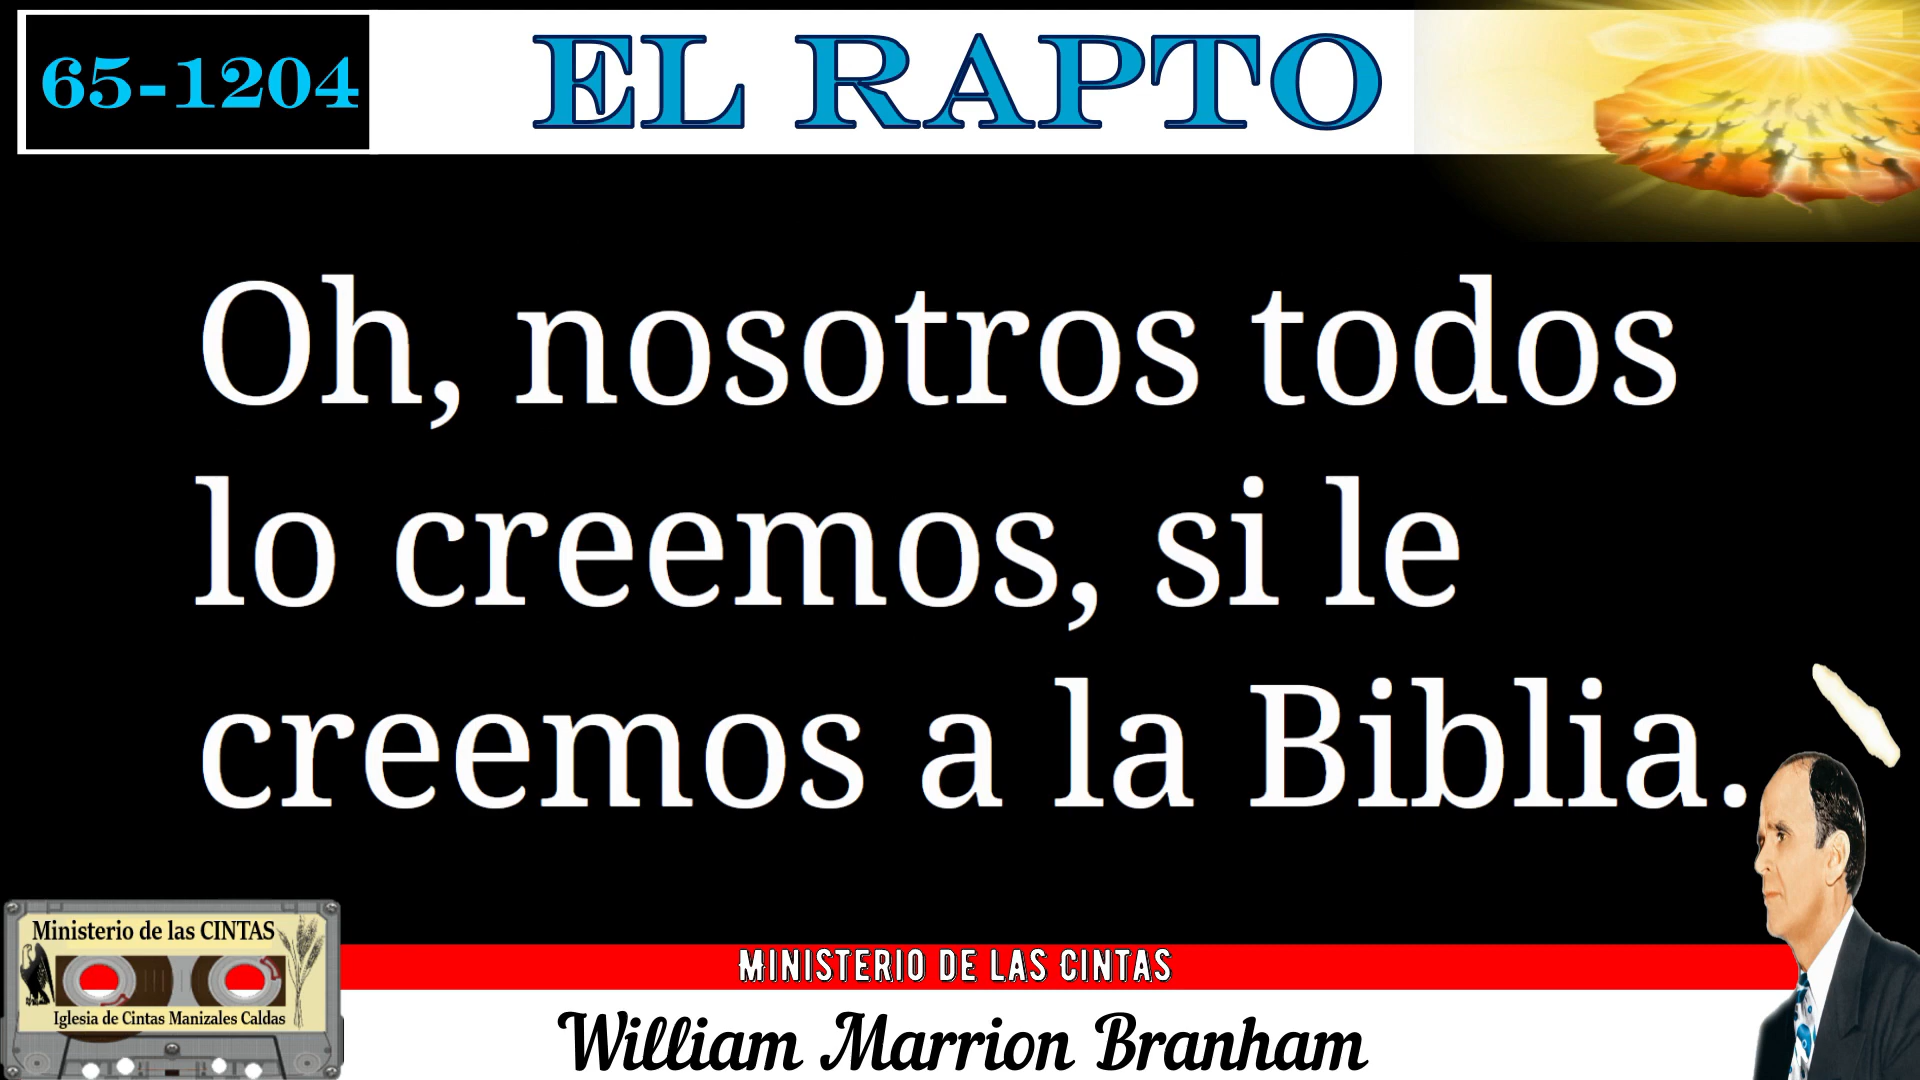 65-1204
EL RAPTO
Oh, nosotros todos
lo creemos, si le
creemos a la Biblia.
Ministerio de las CINTAS
Iglesia de Cintas Manizales Caldas
MINISTERIO DE LAS CINTAS
William Marrion Branham